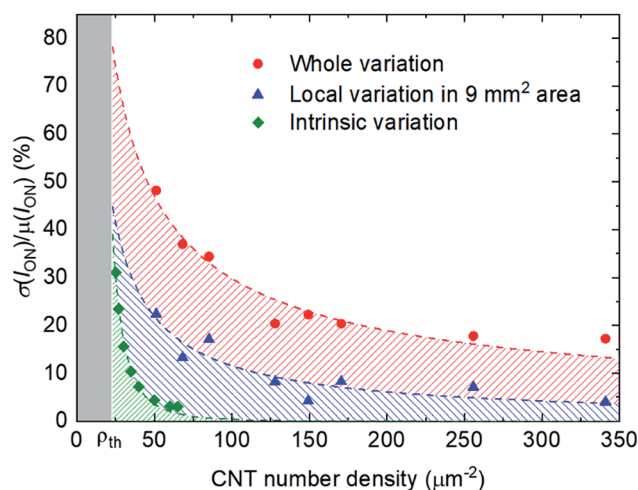 80
70
60
50
40
30
20
10
0
σ(I_ON)/μ(I_ON) (%)
Whole variation
Local variation in 9 mm² area
Intrinsic variation
0 ρ_th 50 100 150 200 250 300 350
CNT number density (μm⁻²)